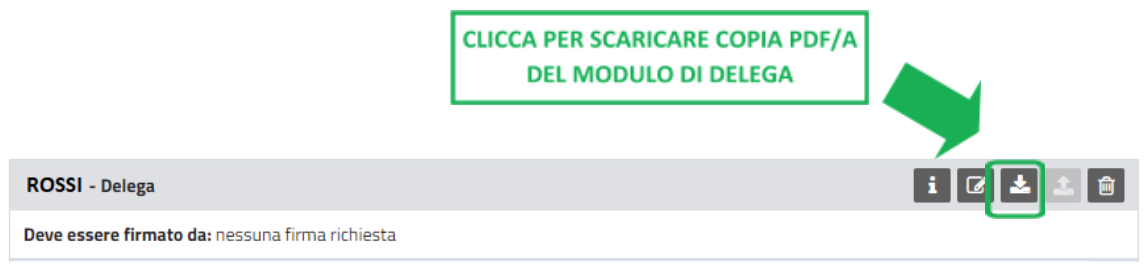 CLICCA PER SCARICARE COPIA PDF/A
DEL MODULO DI DELEGA
ROSSI - Delega
Deve essere firmato da: nessuna firma richiesta